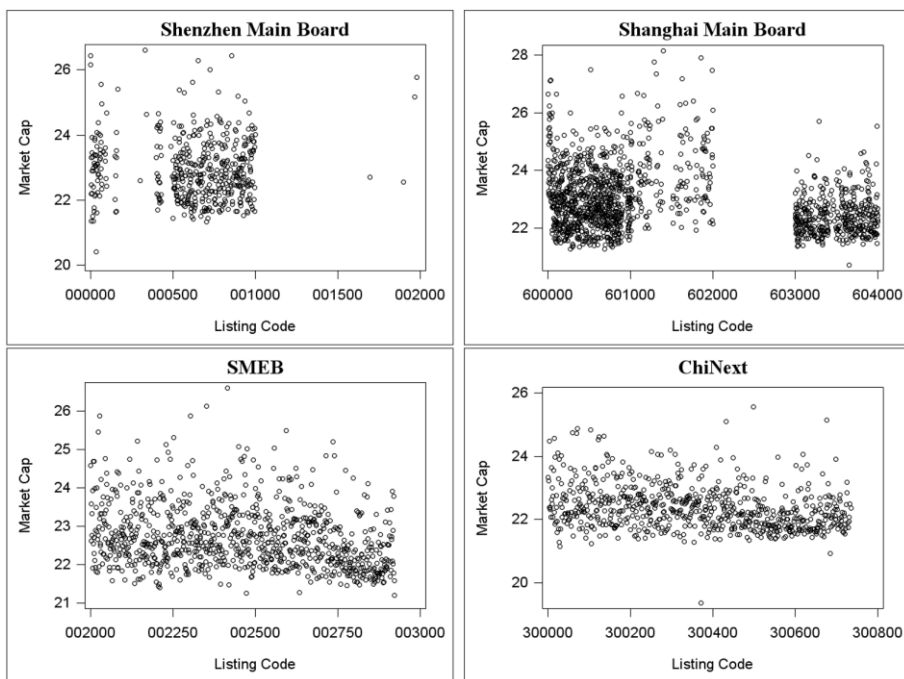 Shenzhen Main Board
26
24
22
20
Market Cap
000000 000500 001000 001500 002000
Listing Code
Shanghai Main Board
28
26
24
22
Market Cap
600000 601000 602000 603000 604000
Listing Code
SMEB
26
25
24
23
22
21
Market Cap
002000 002250 002500 002750 003000
Listing Code
ChiNext
26
24
22
20
Market Cap
300000 300200 300400 300600 300800
Listing Code